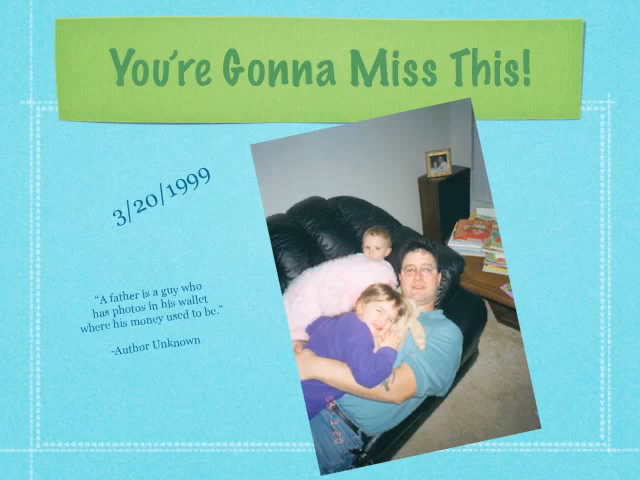 You're Gonna Miss This!
3/20/1999
"A father is a guy who
has photos in his wallet
where his money used to be."
-Author Unknown